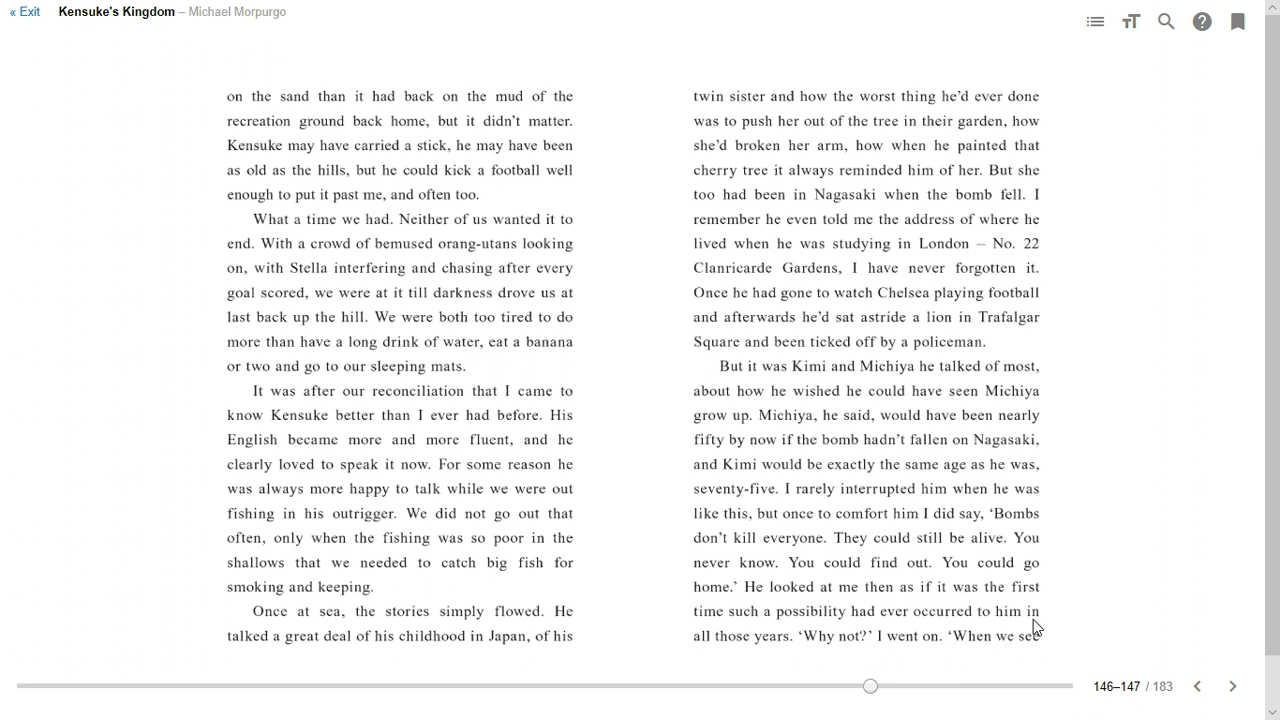 « Exit Kensuke's Kingdom – Michael Morpurgo
on the sand than it had back on the mud of the
recreation ground back home, but it didn’t matter.
Kensuke may have carried a stick, he may have been
as old as the hills, but he could kick a football well
enough to put it past me, and often too.
What a time we had. Neither of us wanted it to
end. With a crowd of bemused orang-utans looking
on, with Stella interfering and chasing after every
goal scored, we were at it till darkness drove us at
last back up the hill. We were both too tired to do
more than have a long drink of water, eat a banana
or two and go to our sleeping mats.
It was after our reconciliation that I came to
know Kensuke better than I ever had before. His
English became more and more fluent, and he
clearly loved to speak it now. For some reason he
was always more happy to talk while we were out
fishing in his outrigger. We did not go out that
often, only when the fishing was so poor in the
shallows that we needed to catch big fish for
smoking and keeping.
Once at sea, the stories simply flowed. He
talked a great deal of his childhood in Japan, of his
twin sister and how the worst thing he’d ever done
was to push her out of the tree in their garden, how
she’d broken her arm, how when he painted that
cherry tree it always reminded him of her. But she
too had been in Nagasaki when the bomb fell. I
remember he even told me the address of where he
lived when he was studying in London – No. 22
Clanricarde Gardens, I have never forgotten it.
Once he had gone to watch Chelsea playing football
and afterwards he’d sat astride a lion in Trafalgar
Square and been ticked off by a policeman.
But it was Kimi and Michiya he talked of most,
about how he wished he could have seen Michiya
grow up. Michiya, he said, would have been nearly
fifty by now if the bomb hadn’t fallen on Nagasaki,
and Kimi would be exactly the same age as he was,
seventy-five. I rarely interrupted him when he was
like this, but once to comfort him I did say, ‘Bombs
don’t kill everyone. They could still be alive. You
never know. You could find out. You could go
home.’ He looked at me then as if it was the first
time such a possibility had ever occurred to him in
all those years. ‘Why not?’ I went on. ‘When we see
146–147 / 183